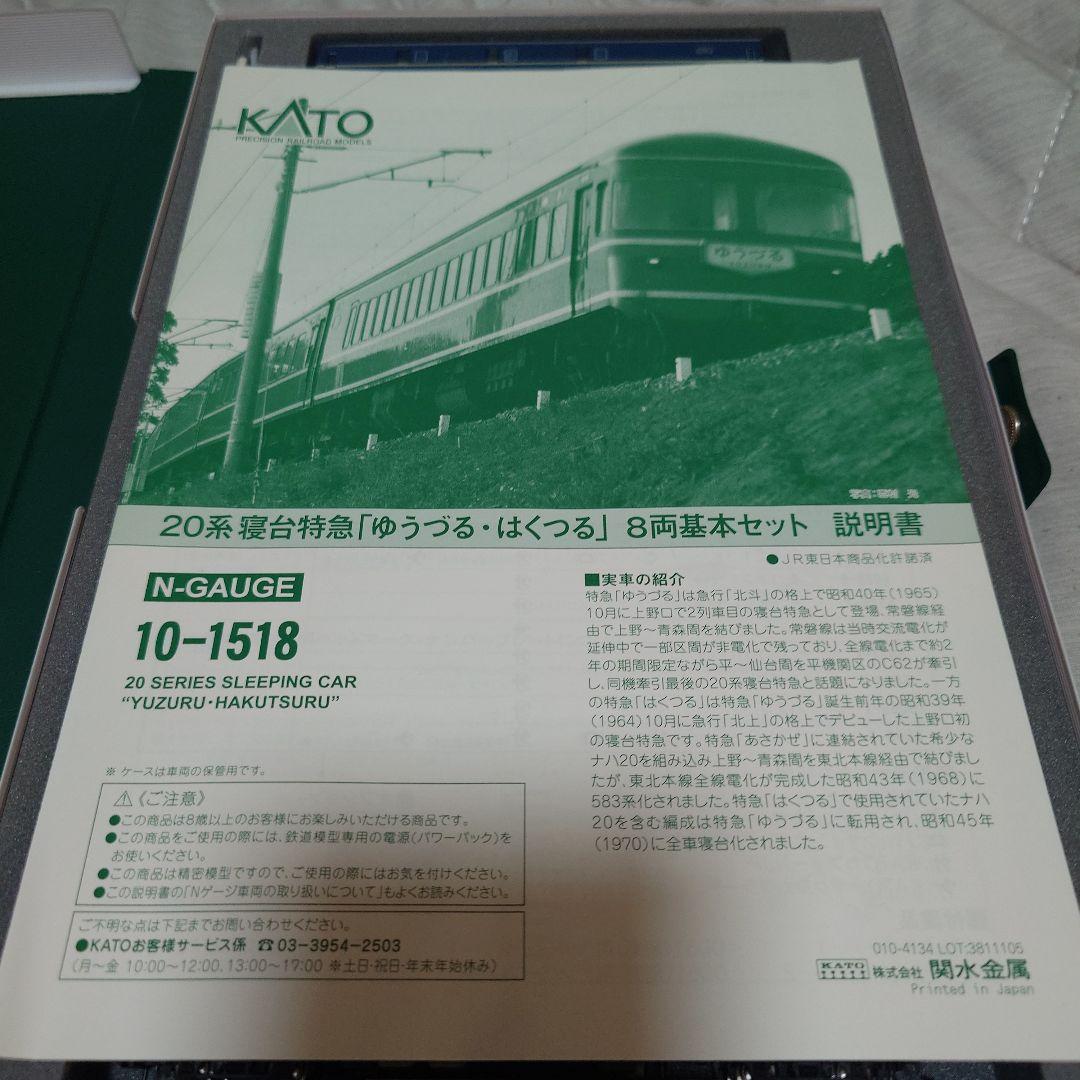 KATO
PRECISION RAILROAD MODELS
ゆうづる
20系 寝台特急「ゆうづる・はくつる」 8両基本セット 説明書
●JR東日本商品化許諾済
N-GAUGE
10-1518
20 SERIES SLEEPING CAR
"YUZURU・HAKUTSURU"
※ ケースは車両の保管用です。
⚠《ご注意》
●この商品は8歳以上のお客様にお楽しみいただける商品です。
●この商品をご使用の際には、鉄道模型専用の電源(パワーパック)を
お使いください。
●この商品は精密模型ですので、ご使用の際にはお気を付けください。
●この説明書の「Nゲージ車両の取り扱いについて」もよくお読みください。
ご不明な点は下記までお問い合わせください。
●KATOお客様サービス係 ☎03-3954-2503
(月〜金 10:00〜12:00、13:00〜17:00 ※土日・祝日・年末年始休み)
■実車の紹介
特急「ゆうづる」は急行「北斗」の格上で昭和40年(1965)
10月に上野口で2列車目の寝台特急として登場、常磐線経
由で上野〜青森間を結びました。常磐線は当時交流電化が
延伸中で一部区間が非電化で残っており、全線電化まで約2
年の期間限定ながら平〜仙台間を平機関区のC62が牽引
し、同機牽引最後の20系寝台特急と話題になりました。一方
の特急「はくつる」は特急「ゆうづる」誕生前年の昭和39年
(1964)10月に急行「北上」の格上でデビューした上野口初
の寝台特急です。特急「あさかぜ」に連結されていた希少な
ナハ20を組み込み上野〜青森間を東北本線経由で結びまし
たが、東北本線全線電化が完成した昭和43年(1968)に
583系化されました。特急「はくつる」で使用されていたナハ
20を含む編成は特急「ゆうづる」に転用され、昭和45年
(1970)に全車寝台化されました。
010-4134 LOT:3811105
KATO 株式会社 関水金属
Printed in Japan